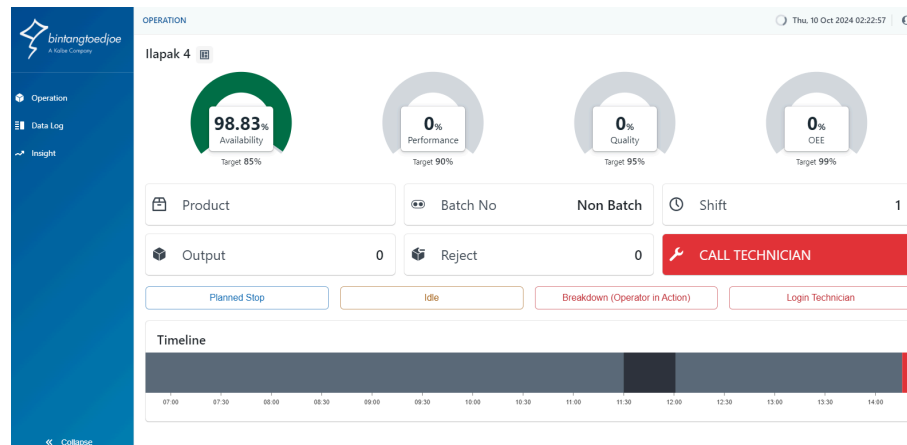 bintangtoedjoe
A Kalbe Company
Operation
Data Log
Insight
Collapse
OPERATION
Thu, 10 Oct 2024 02:22:57
Ilapak 4
98.83%
Availability
Target 85%
0%
Performance
Target 90%
0%
Quality
Target 95%
0%
OEE
Target 99%
Product
Batch No Non Batch
Shift 1
Output 0
Reject 0
CALL TECHNICIAN
Planned Stop
Idle
Breakdown (Operator in Action)
Login Technician
Timeline
07:00 07:30 08:00 08:30 09:00 09:30 10:00 10:30 11:00 11:30 12:00 12:30 13:00 13:30 14:00